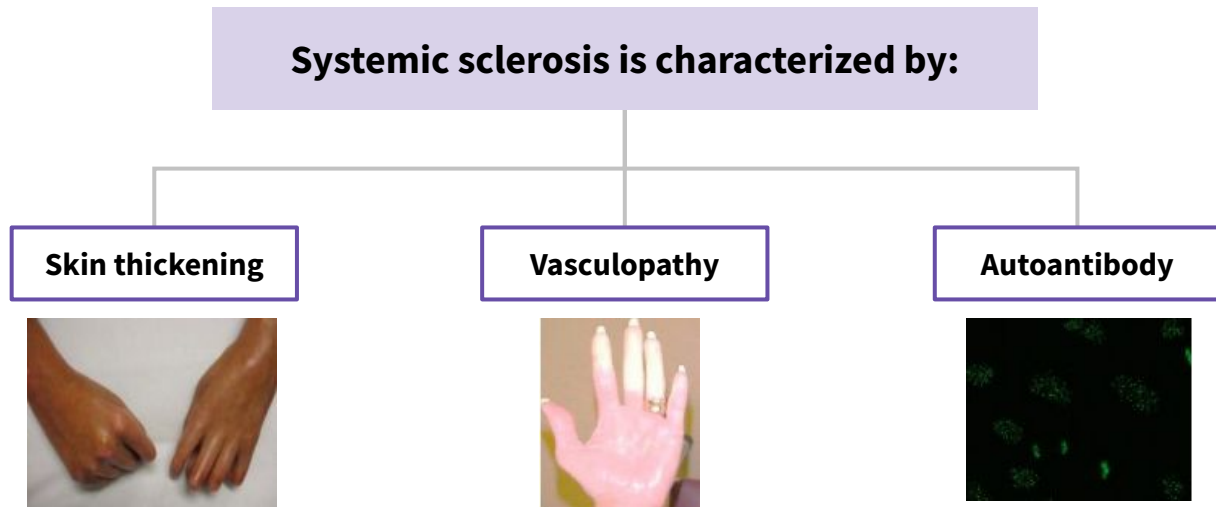 Systemic sclerosis is characterized by:
Skin thickening
Vasculopathy
Autoantibody